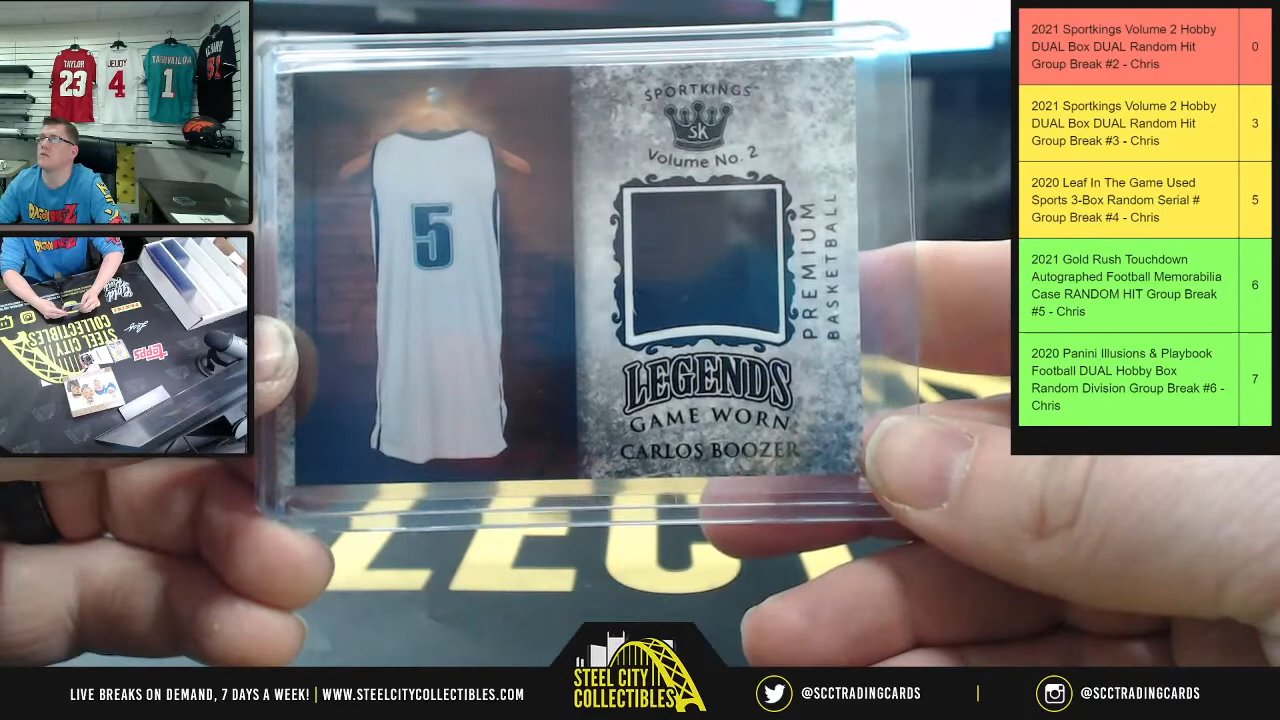 TAYLOR
23
JEUDY
4
TAGOVAILOA
1
DRAGONBALL Z
STEEL CITY
COLLECTIBLES
topps
5
SPORTKINGS
SK
Volume No. 2
PREMIUM
BASKETBALL
LEGENDS
GAME WORN
CARLOS BOOZER
LEC
2021 Sportkings Volume 2 Hobby
DUAL Box DUAL Random Hit
Group Break #2 - Chris
0
2021 Sportkings Volume 2 Hobby
DUAL Box DUAL Random Hit
Group Break #3 - Chris
3
2020 Leaf In The Game Used
Sports 3-Box Random Serial #
Group Break #4 - Chris
5
2021 Gold Rush Touchdown
Autographed Football Memorabilia
Case RANDOM HIT Group Break
#5 - Chris
6
2020 Panini Illusions & Playbook
Football DUAL Hobby Box
Random Division Group Break #6 -
Chris
7
LIVE BREAKS ON DEMAND, 7 DAYS A WEEK! | WWW.STEELCITYCOLLECTIBLES.COM
STEEL CITY
COLLECTIBLES
@SCCTRADINGCARDS
@SCCTRADINGCARDS